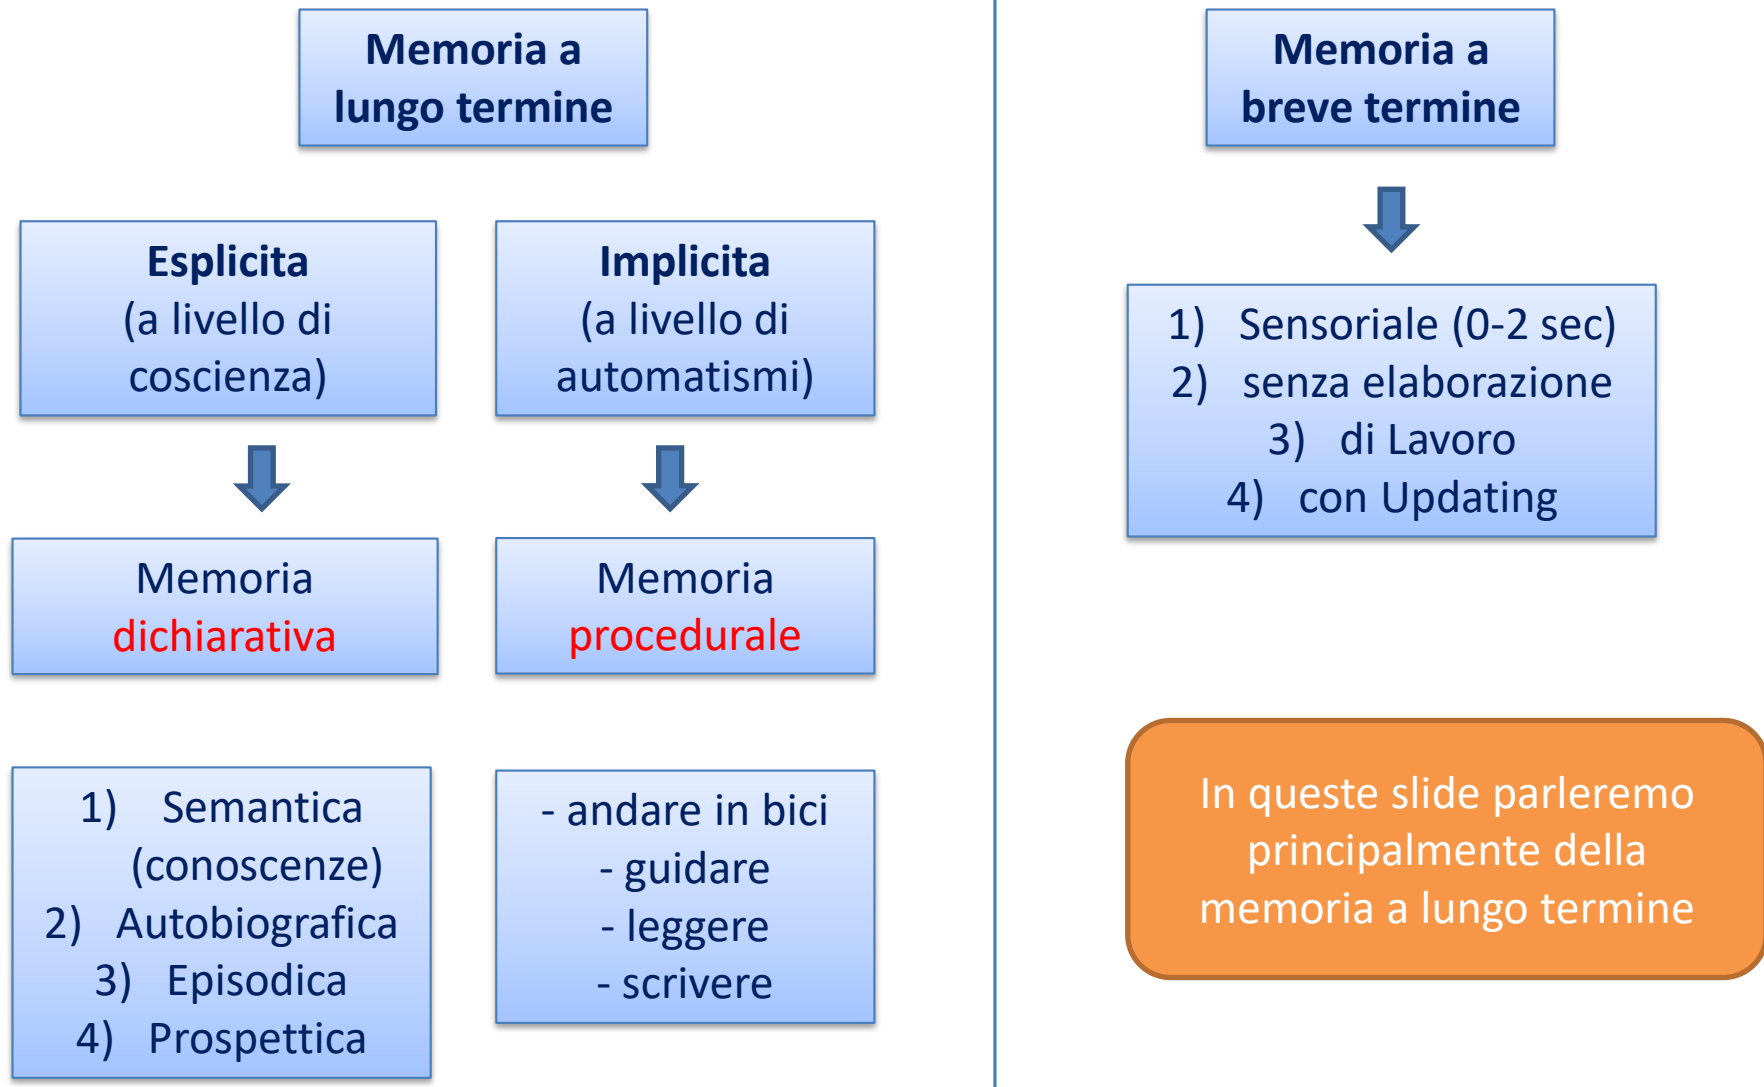 Memoria a
lungo termine
Esplicita
(a livello di
coscienza)
Implicita
(a livello di
automatismi)
Memoria
dichiarativa
Memoria
procedurale
1) Semantica
(conoscenze)
2) Autobiografica
3) Episodica
4) Prospettica
- andare in bici
- guidare
- leggere
- scrivere
Memoria a
breve termine
1) Sensoriale (0-2 sec)
2) senza elaborazione
3) di Lavoro
4) con Updating
In queste slide parleremo
principalmente della
memoria a lungo termine